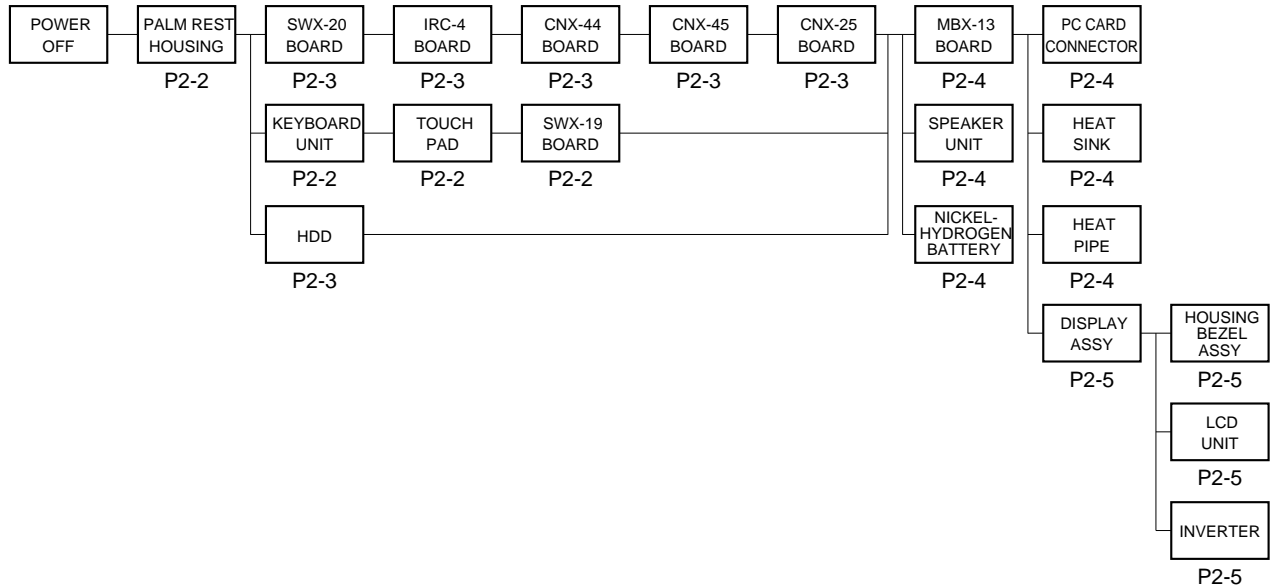 POWER
OFF
PALM REST
HOUSING
P2-2
SWX-20
BOARD
P2-3
IRC-4
BOARD
P2-3
CNX-44
BOARD
P2-3
CNX-45
BOARD
P2-3
CNX-25
BOARD
P2-3
MBX-13
BOARD
P2-4
PC CARD
CONNECTOR
P2-4
KEYBOARD
UNIT
P2-2
TOUCH
PAD
P2-2
SWX-19
BOARD
P2-2
SPEAKER
UNIT
P2-4
HEAT
SINK
P2-4
HDD
P2-3
NICKEL-
HYDROGEN
BATTERY
P2-4
HEAT
PIPE
P2-4
DISPLAY
ASSY
P2-5
HOUSING
BEZEL
ASSY
P2-5
LCD
UNIT
P2-5
INVERTER
P2-5